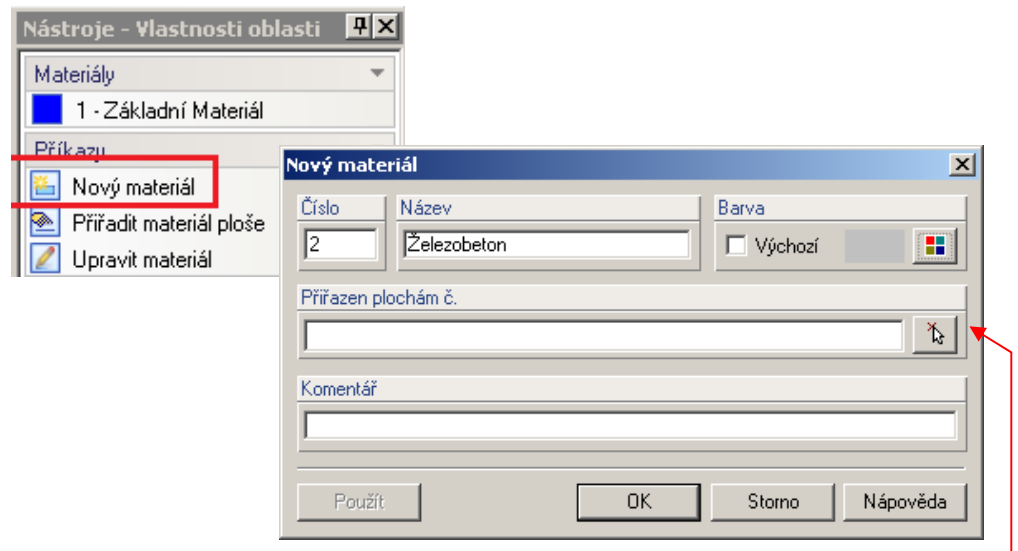 Nástroje - Vlastnosti oblasti
Materiály
1 - Základní Materiál
Příkazy
Nový materiál
Přiřadit materiál ploše
Upravit materiál
Nový materiál
Číslo
Název
Barva
2
Železobeton
Výchozí
Přiřazen plochám č.
Komentář
Použít
OK
Storno
Nápověda